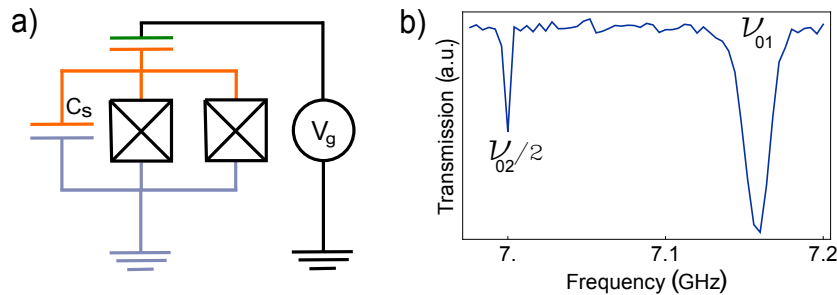 a)
C_s
V_g
b)
Transmission (a.u.)
ν_02/2
ν_01
7.
7.1
7.2
Frequency (GHz)